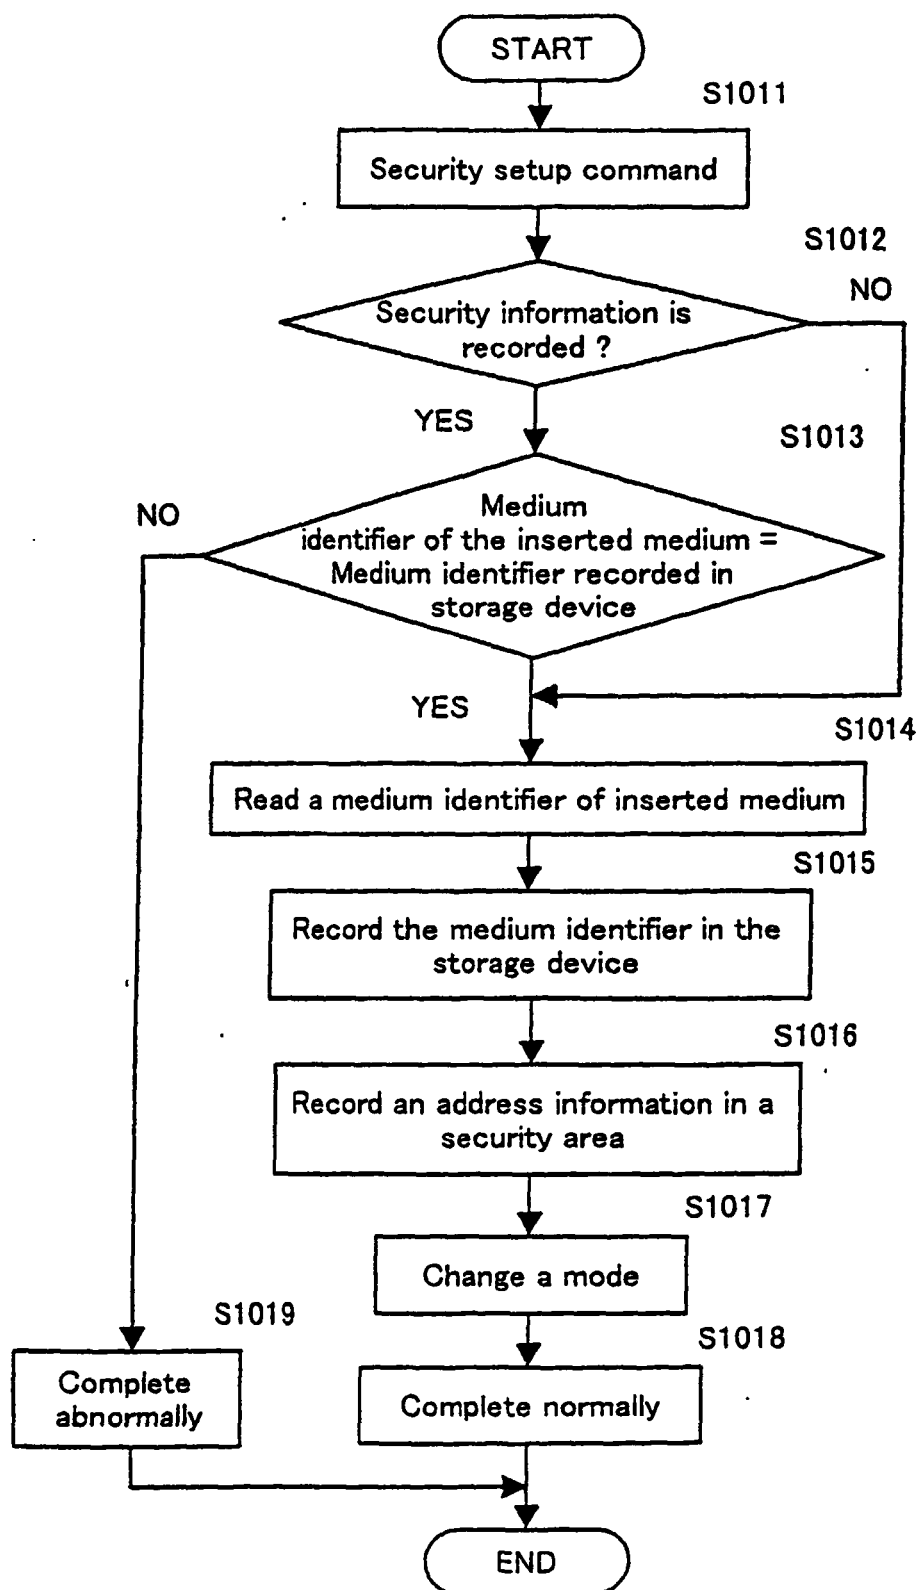 START
S1011
Security setup command
S1012
NO
Security information is
recorded ?
YES
S1013
NO
Medium
identifier of the inserted medium =
Medium identifier recorded in
storage device
YES
S1014
Read a medium identifier of inserted medium
S1015
Record the medium identifier in the
storage device
S1016
Record an address information in a
security area
S1017
Change a mode
S1019
S1018
Complete
abnormally
Complete normally
END